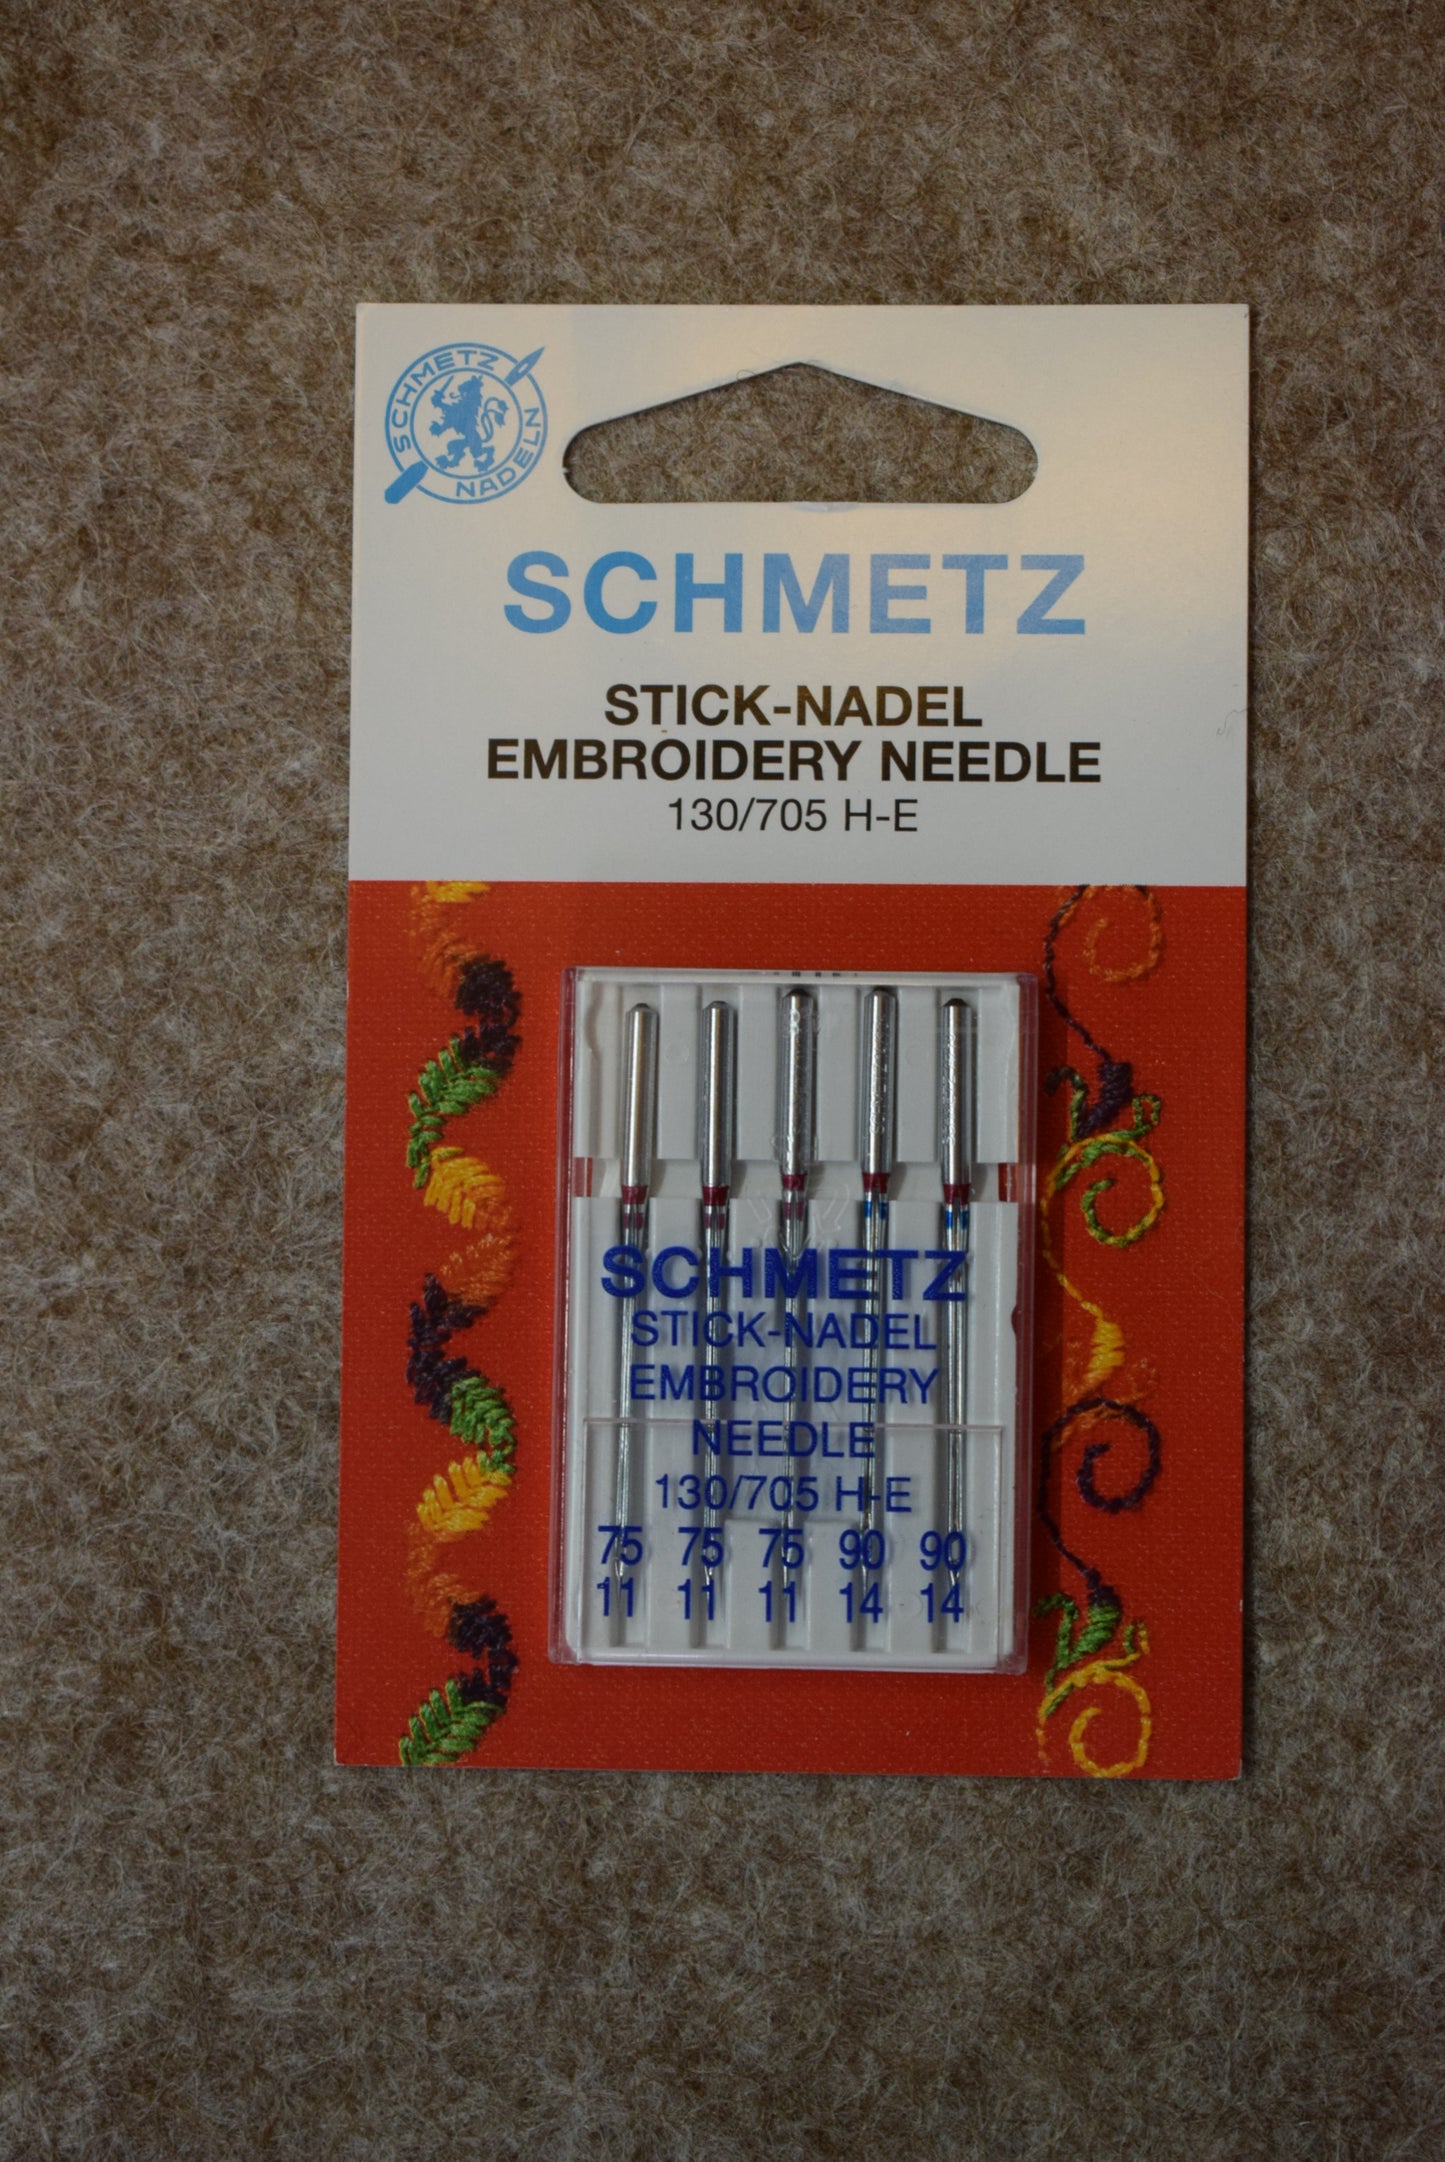 SCHMETZ
NADELN
SCHMETZ
STICK-NADEL
EMBROIDERY NEEDLE
130/705 H-E
SCHMETZ
STICK-NADEL
EMBROIDERY
NEEDLE
130/705 H-E
75 75 75 90 90
11 11 11 14 14